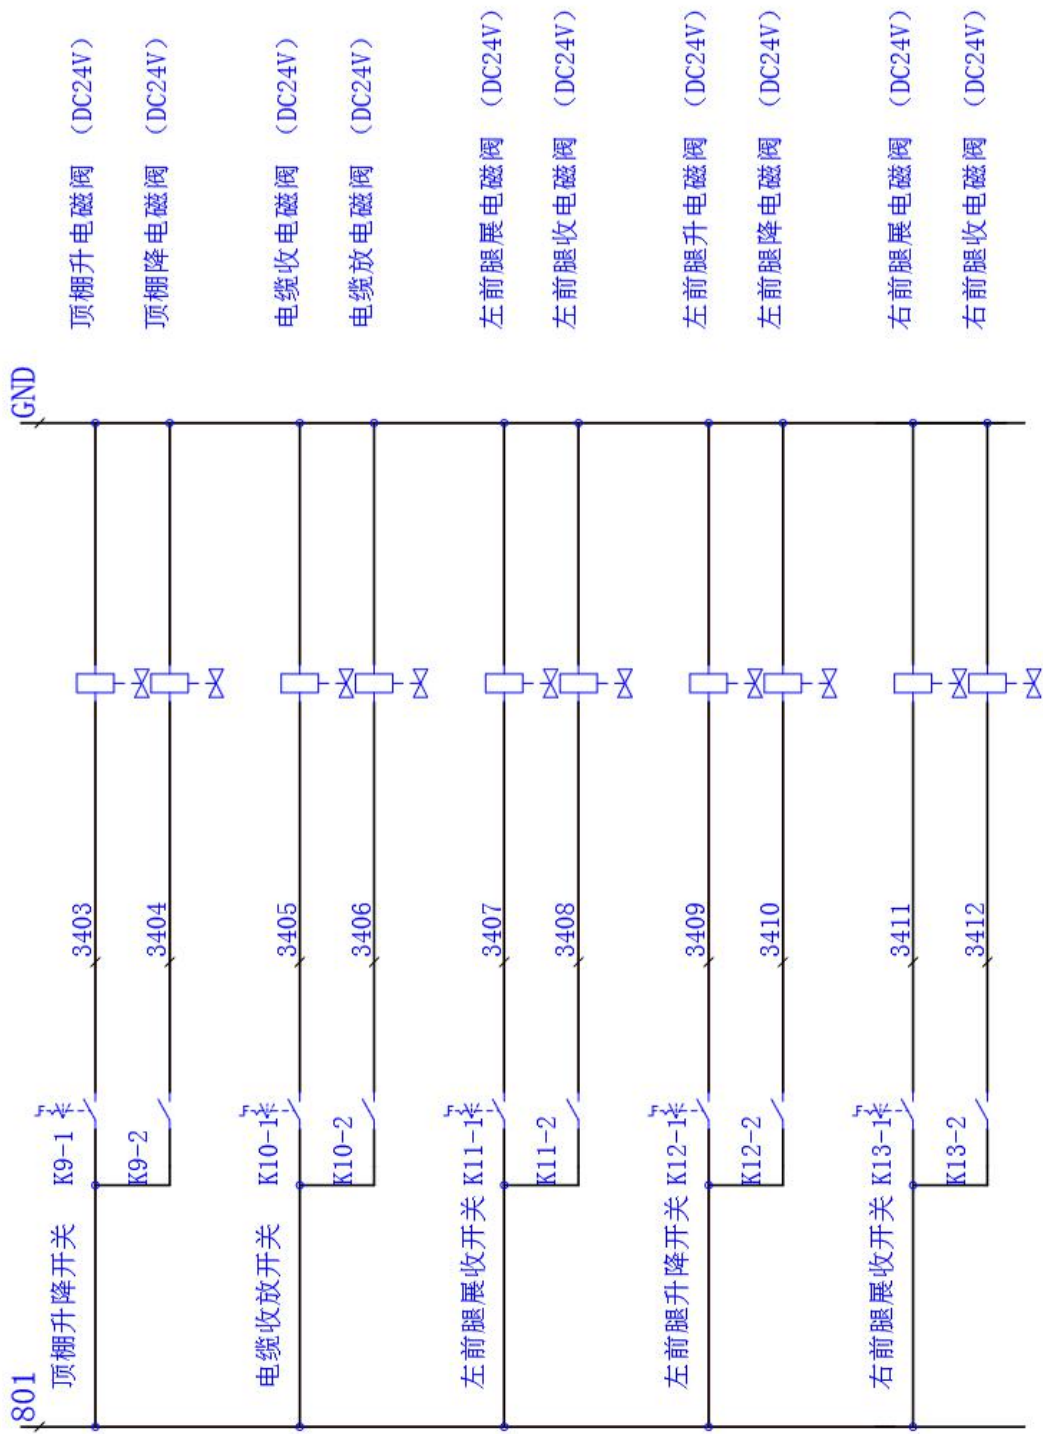 801
GND
顶棚升降开关
K9-1
3403
顶棚升电磁阀 (DC24V)
K9-2
3404
顶棚降电磁阀 (DC24V)
电缆收放开关
K10-1
3405
电缆收电磁阀 (DC24V)
K10-2
3406
电缆放电磁阀 (DC24V)
左前腿展收开关 K11-1
3407
左前腿展电磁阀 (DC24V)
K11-2
3408
左前腿收电磁阀 (DC24V)
左前腿升降开关 K12-1
3409
左前腿升电磁阀 (DC24V)
K12-2
3410
左前腿降电磁阀 (DC24V)
右前腿展收开关 K13-1
3411
右前腿展电磁阀 (DC24V)
K13-2
3412
右前腿收电磁阀 (DC24V)